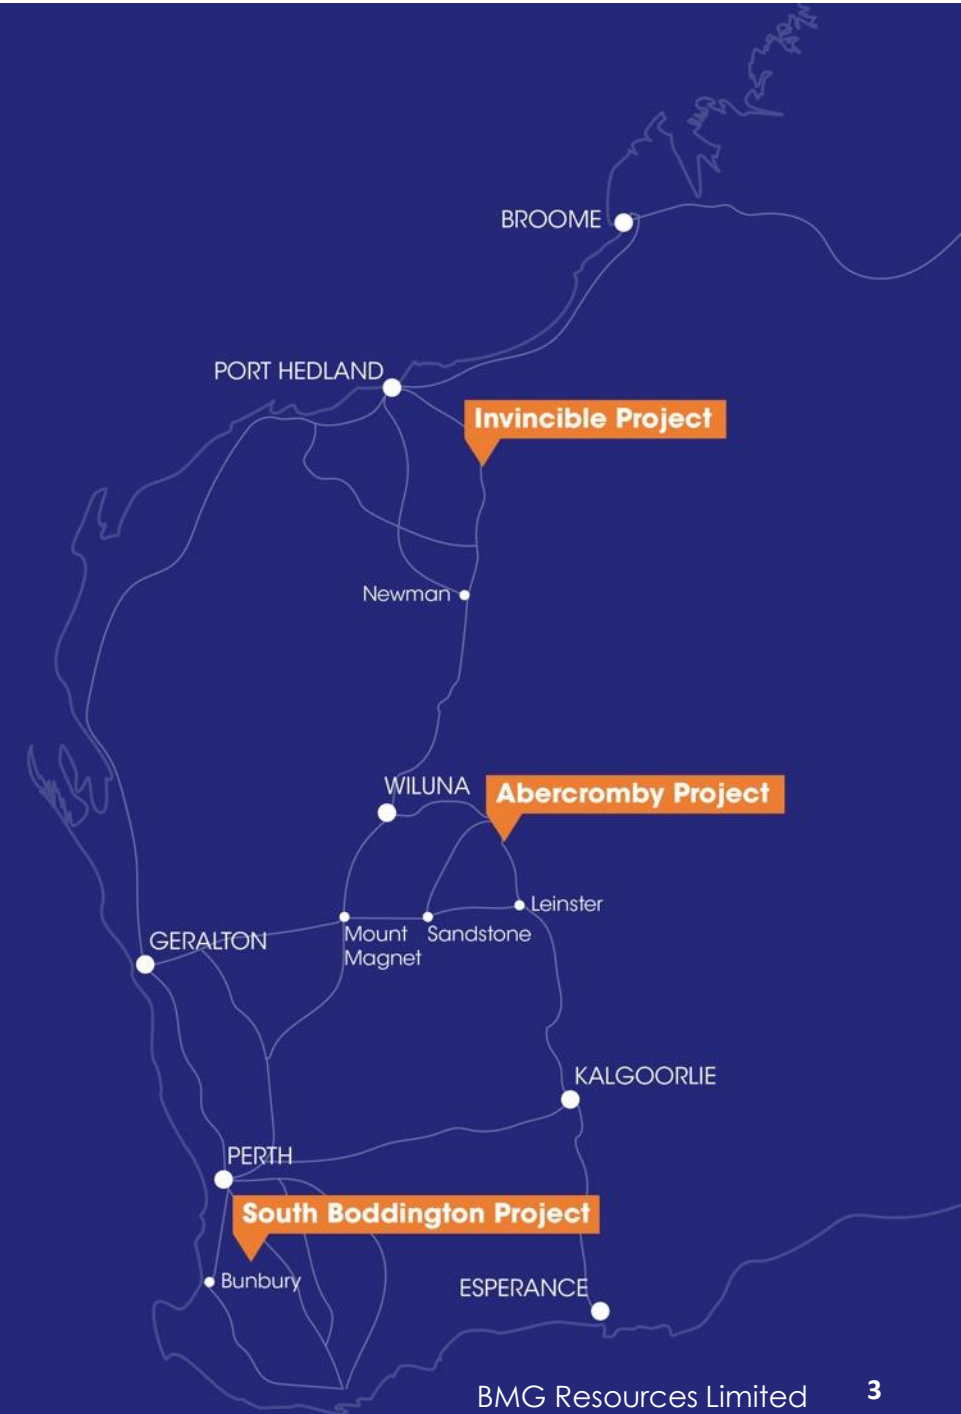 BROOME
PORT HEDLAND
Invincible Project
Newman
WILUNA
Abercromby Project
Leinster
Mount
Magnet
Sandstone
GERALTON
KALGOORLIE
PERTH
South Boddington Project
Bunbury
ESPERANCE
BMG Resources Limited
3